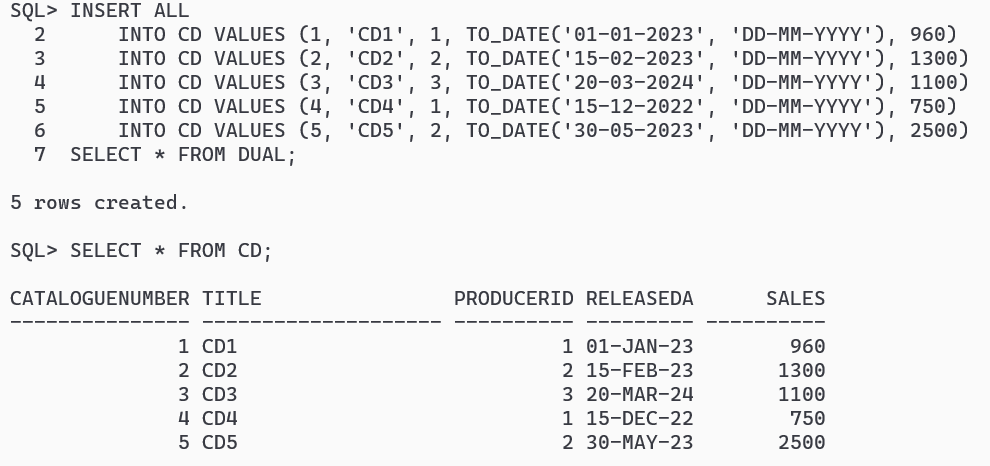 SQL> INSERT ALL
  2      INTO CD VALUES (1, 'CD1', 1, TO_DATE('01-01-2023', 'DD-MM-YYYY'), 960)
  3      INTO CD VALUES (2, 'CD2', 2, TO_DATE('15-02-2023', 'DD-MM-YYYY'), 1300)
  4      INTO CD VALUES (3, 'CD3', 3, TO_DATE('20-03-2024', 'DD-MM-YYYY'), 1100)
  5      INTO CD VALUES (4, 'CD4', 1, TO_DATE('15-12-2022', 'DD-MM-YYYY'), 750)
  6      INTO CD VALUES (5, 'CD5', 2, TO_DATE('30-05-2023', 'DD-MM-YYYY'), 2500)
  7  SELECT * FROM DUAL;

5 rows created.

SQL> SELECT * FROM CD;

CATALOGUENUMBER TITLE                PRODUCERID RELEASEDA      SALES
--------------- -------------------- ---------- --------- ----------
              1 CD1                           1 01-JAN-23        960
              2 CD2                           2 15-FEB-23       1300
              3 CD3                           3 20-MAR-24       1100
              4 CD4                           1 15-DEC-22        750
              5 CD5                           2 30-MAY-23       2500